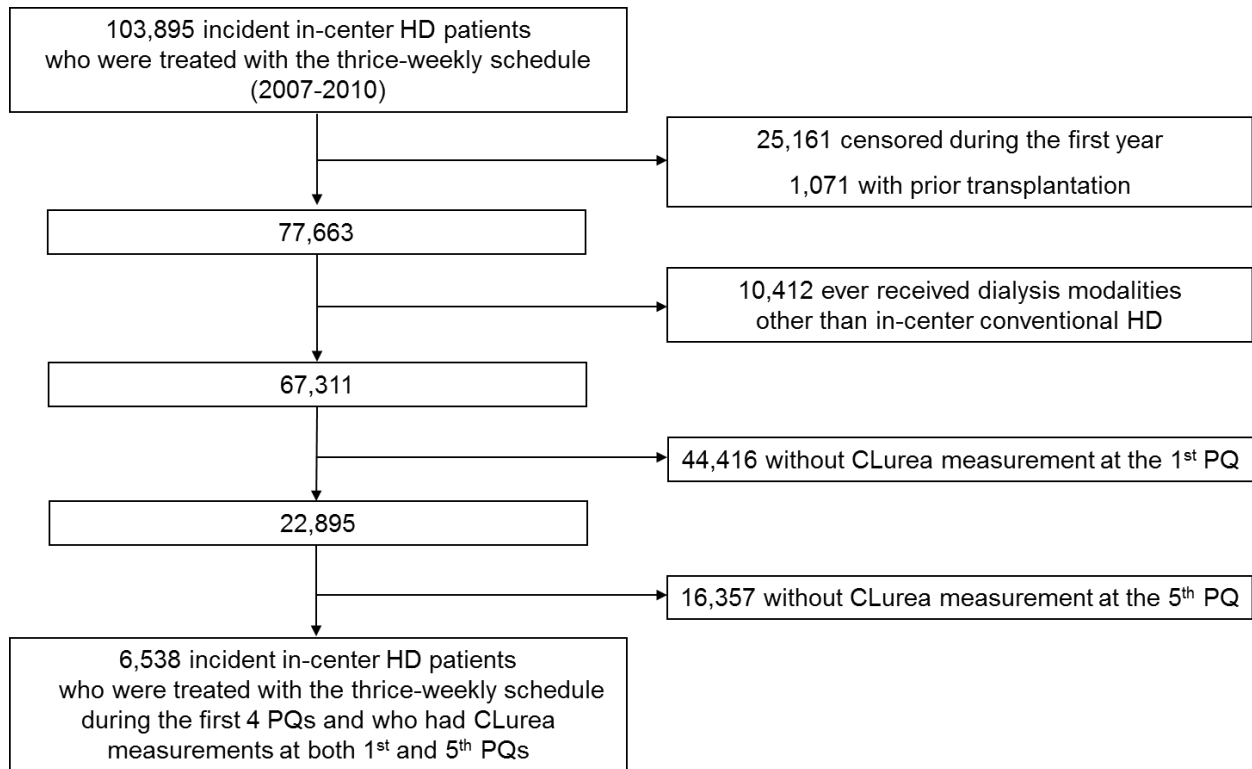 103,895 incident in-center HD patients
who were treated with the thrice-weekly schedule
(2007-2010)
25,161 censored during the first year
1,071 with prior transplantation
77,663
10,412 ever received dialysis modalities
other than in-center conventional HD
67,311
44,416 without CLurea measurement at the 1st PQ
22,895
16,357 without CLurea measurement at the 5th PQ
6,538 incident in-center HD patients
who were treated with the thrice-weekly schedule
during the first 4 PQs and who had CLurea
measurements at both 1st and 5th PQs